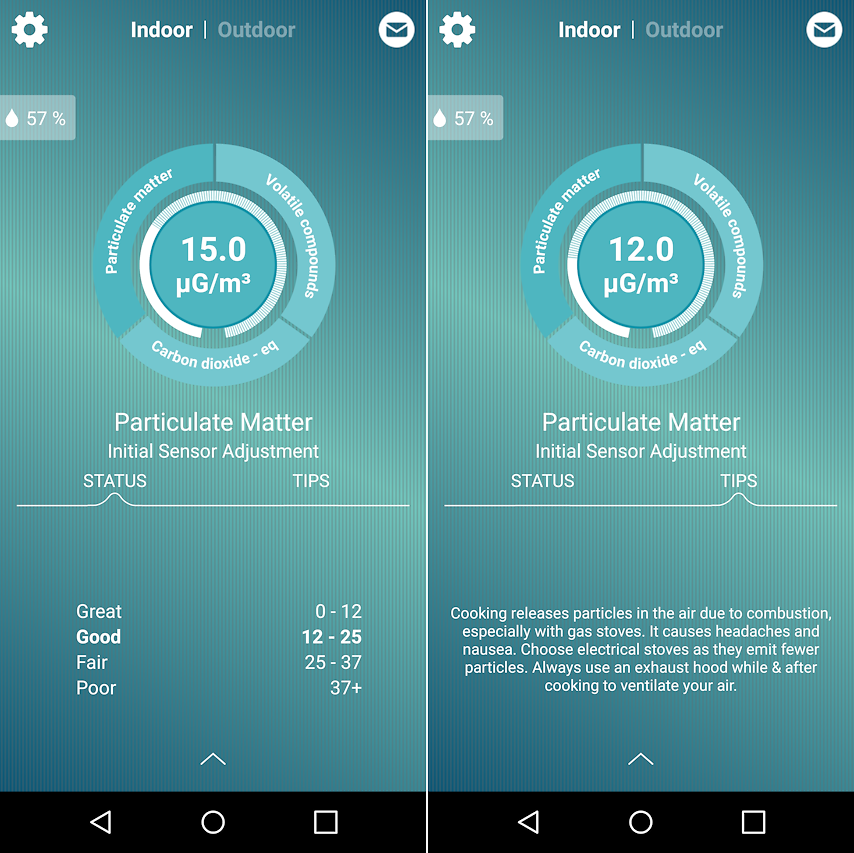 Indoor | Outdoor
57 %
Particulate matter
Volatile compounds
Carbon dioxide - eq
15.0
µG/m³
Particulate Matter
Initial Sensor Adjustment
STATUS TIPS
Great 0 - 12
Good 12 - 25
Fair 25 - 37
Poor 37+
Indoor | Outdoor
57 %
Particulate matter
Volatile compounds
Carbon dioxide - eq
12.0
µG/m³
Particulate Matter
Initial Sensor Adjustment
STATUS TIPS
Cooking releases particles in the air due to combustion,
especially with gas stoves. It causes headaches and
nausea. Choose electrical stoves as they emit fewer
particles. Always use an exhaust hood while & after
cooking to ventilate your air.